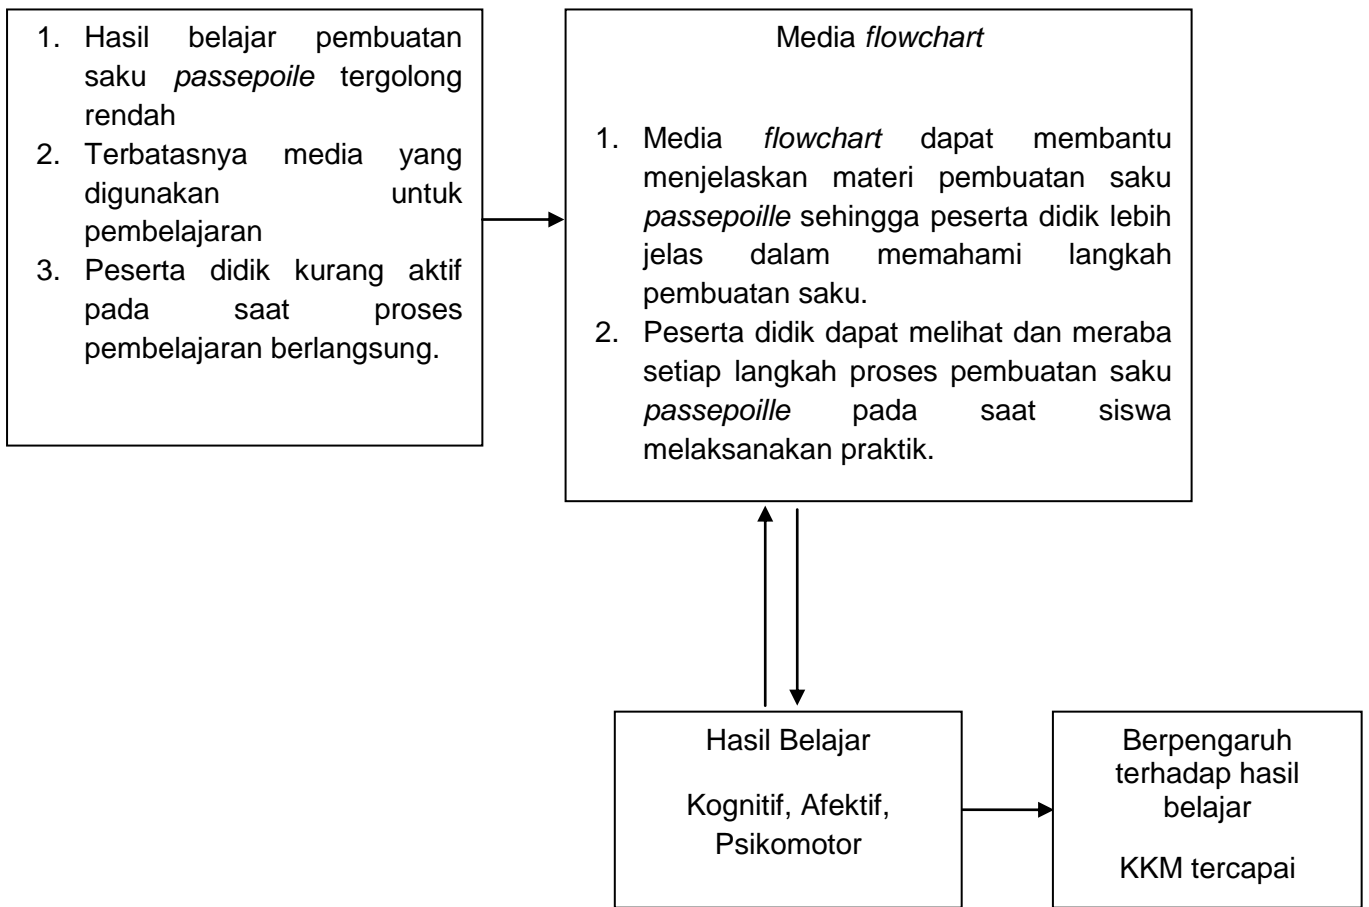 1. Hasil belajar pembuatan
saku passepoile tergolong
rendah
2. Terbatasnya media yang
digunakan untuk
pembelajaran
3. Peserta didik kurang aktif
pada saat proses
pembelajaran berlangsung.
Media flowchart
1. Media flowchart dapat membantu
menjelaskan materi pembuatan saku
passepoille sehingga peserta didik lebih
jelas dalam memahami langkah
pembuatan saku.
2. Peserta didik dapat melihat dan meraba
setiap langkah proses pembuatan saku
passepoille pada saat siswa
melaksanakan praktik.
Hasil Belajar
Kognitif, Afektif,
Psikomotor
Berpengaruh
terhadap hasil
belajar
KKM tercapai